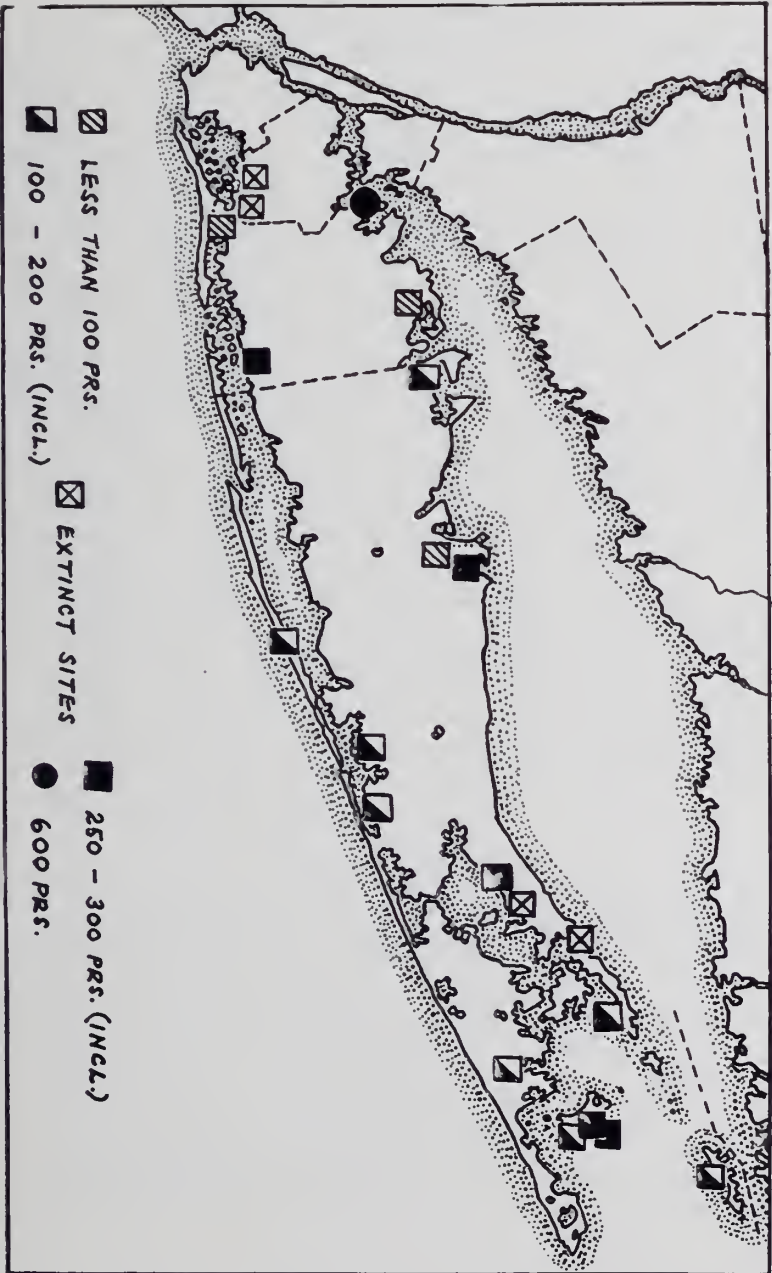 LESS THAN 100 PRS.
100 - 200 PRS. (INCL.)
EXTINCT SITES
250 - 300 PRS. (INCL.)
600 PRS.